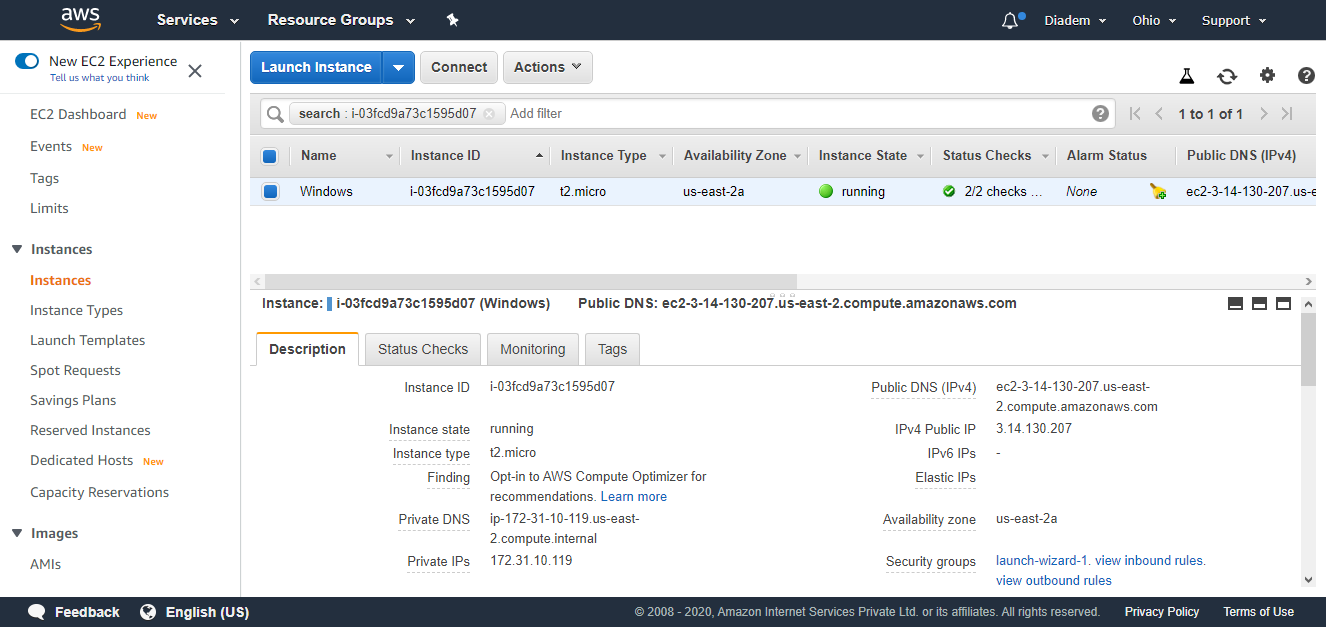 aws Services Resource Groups Diadem Ohio Support
New EC2 Experience
Tell us what you think
EC2 Dashboard New
Events New
Tags
Limits
Instances
Instances
Instance Types
Launch Templates
Spot Requests
Savings Plans
Reserved Instances
Dedicated Hosts New
Capacity Reservations
Images
AMIs
Launch Instance Connect Actions
search : i-03fcd9a73c1595d07 Add filter ? 1 to 1 of 1
Name Instance ID Instance Type Availability Zone Instance State Status Checks Alarm Status Public DNS (IPv4)
Windows i-03fcd9a73c1595d07 t2.micro us-east-2a running 2/2 checks ... None ec2-3-14-130-207.us-e
Instance: i-03fcd9a73c1595d07 (Windows) Public DNS: ec2-3-14-130-207.us-east-2.compute.amazonaws.com
Description Status Checks Monitoring Tags
Instance ID i-03fcd9a73c1595d07
Instance state running
Instance type t2.micro
Finding Opt-in to AWS Compute Optimizer for
recommendations. Learn more
Private DNS ip-172-31-10-119.us-east-
2.compute.internal
Private IPs 172.31.10.119
Public DNS (IPv4) ec2-3-14-130-207.us-east-
2.compute.amazonaws.com
IPv4 Public IP 3.14.130.207
IPv6 IPs -
Elastic IPs
Availability zone us-east-2a
Security groups launch-wizard-1. view inbound rules.
view outbound rules
Feedback English (US) © 2008 - 2020, Amazon Internet Services Private Ltd. or its affiliates. All rights reserved. Privacy Policy Terms of Use